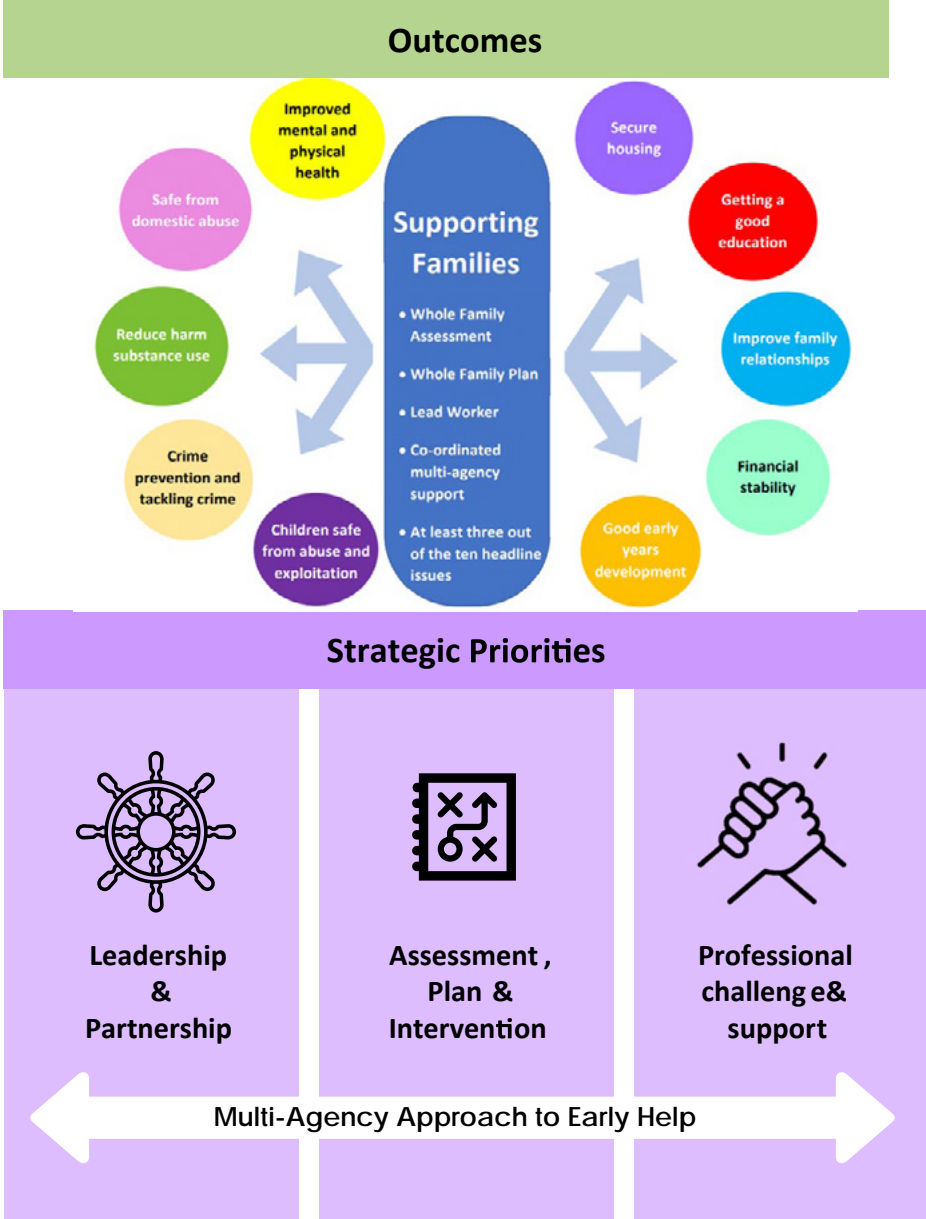 Outcomes
Improved
mental and
physical
health
Safe from
domestic abuse
Reduce harm
substance use
Crime
prevention and
tackling crime
Children safe
from abuse and
exploitation
Supporting
Families
• Whole Family
Assessment
• Whole Family Plan
• Lead Worker
• Co-ordinated
multi-agency
support
• At least three out
of the ten headline
issues
Secure
housing
Getting a
good
education
Improve family
relationships
Financial
stability
Good early
years
development
Strategic Priorities
Leadership
&
Partnership
Assessment ,
Plan &
Intervention
Professional
challeng e&
support
Multi-Agency Approach to Early Help